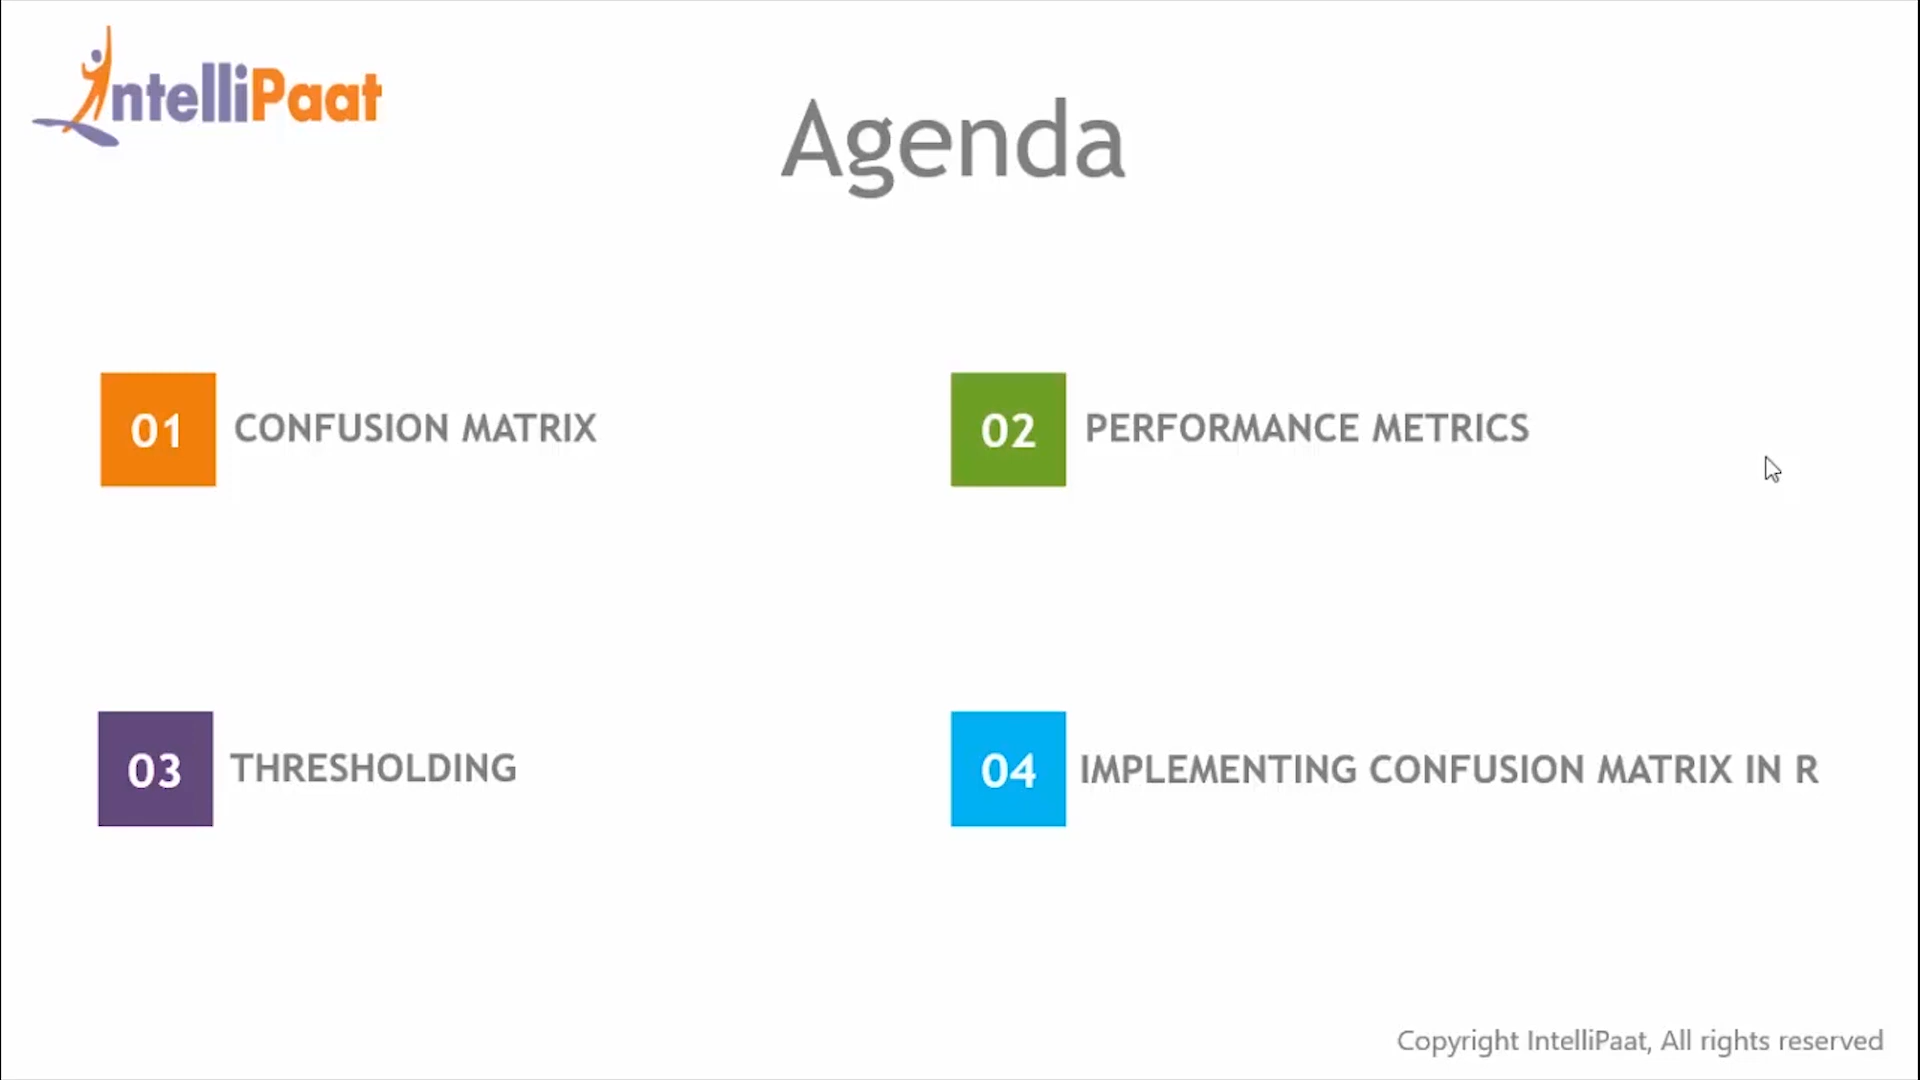 IntelliPaat
Agenda
01 CONFUSION MATRIX
02 PERFORMANCE METRICS
03 THRESHOLDING
04 IMPLEMENTING CONFUSION MATRIX IN R
Copyright IntelliPaat, All rights reserved